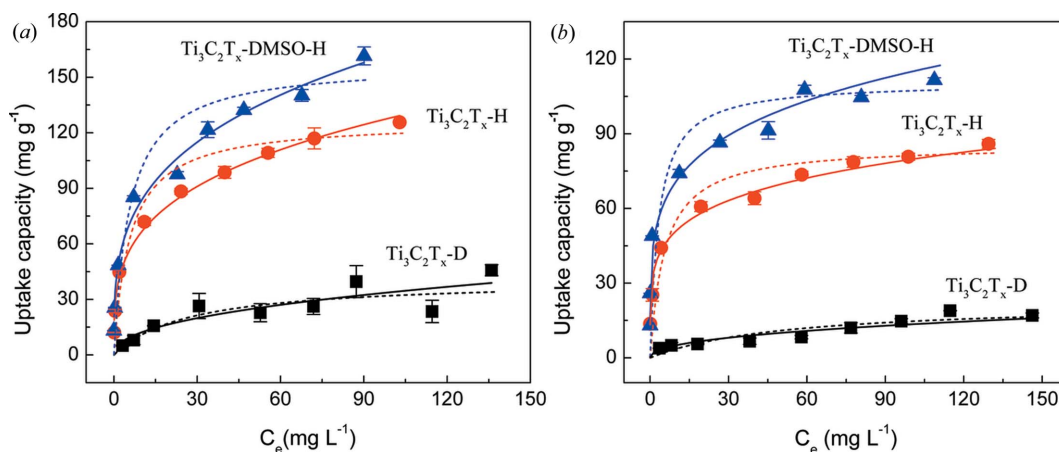 (a)
180
150
120
90
60
30
0
Uptake capacity (mg g⁻¹)
Ti₃C₂Tₓ-DMSO-H
Ti₃C₂Tₓ-H
Ti₃C₂Tₓ-D
0 30 60 90 120 150
Cₑ(mg L⁻¹)
(b)
120
90
60
30
0
Uptake capacity (mg g⁻¹)
Ti₃C₂Tₓ-DMSO-H
Ti₃C₂Tₓ-H
Ti₃C₂Tₓ-D
0 30 60 90 120 150
Cₑ (mg L⁻¹)